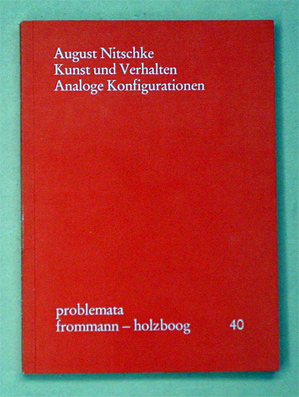 August Nitschke
Kunst und Verhalten
Analoge Konfigurationen
problemata
frommann – holzboog 40